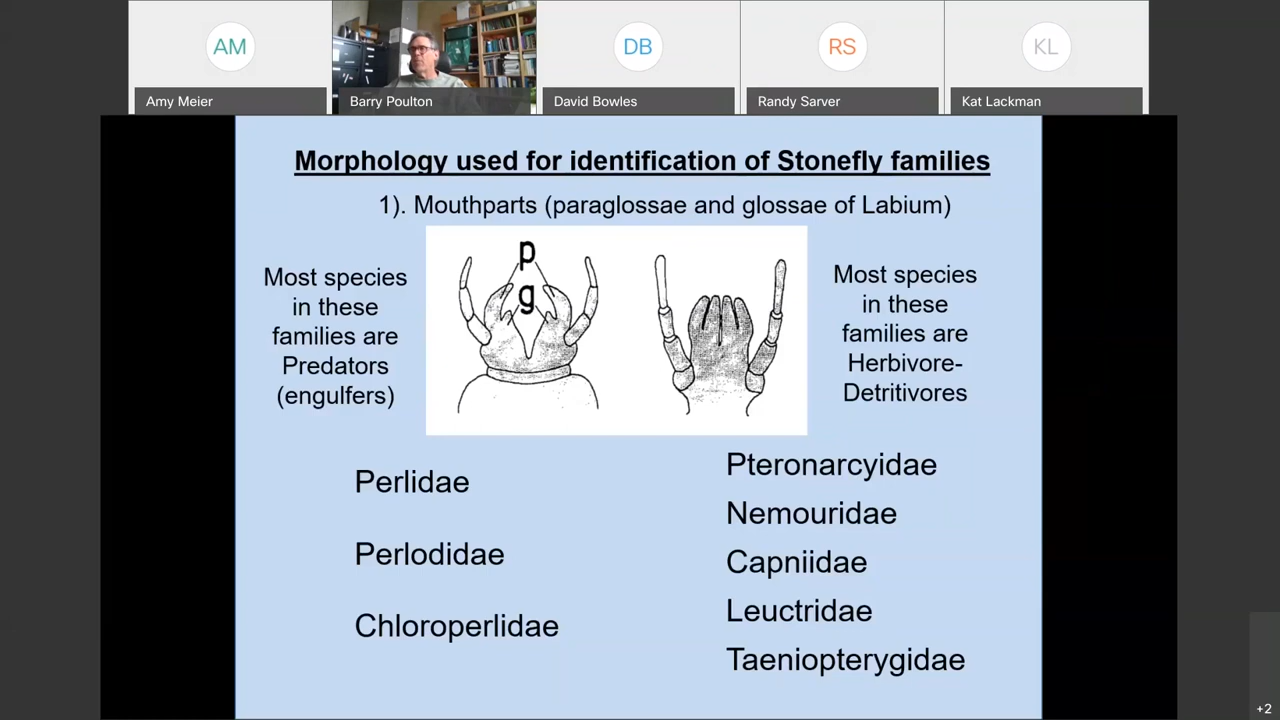 AM
DB
RS
KL
Amy Meier
Barry Poulton
David Bowles
Randy Sarver
Kat Lackman
Morphology used for identification of Stonefly families
1). Mouthparts (paraglossae and glossae of Labium)
Most species
in these
families are
Predators
(engulfers)
p
g
Most species
in these
families are
Herbivore-
Detritivores
Perlidae
Perlodidae
Chloroperlidae
Pteronarcyidae
Nemouridae
Capniidae
Leuctridae
Taeniopterygidae
+2